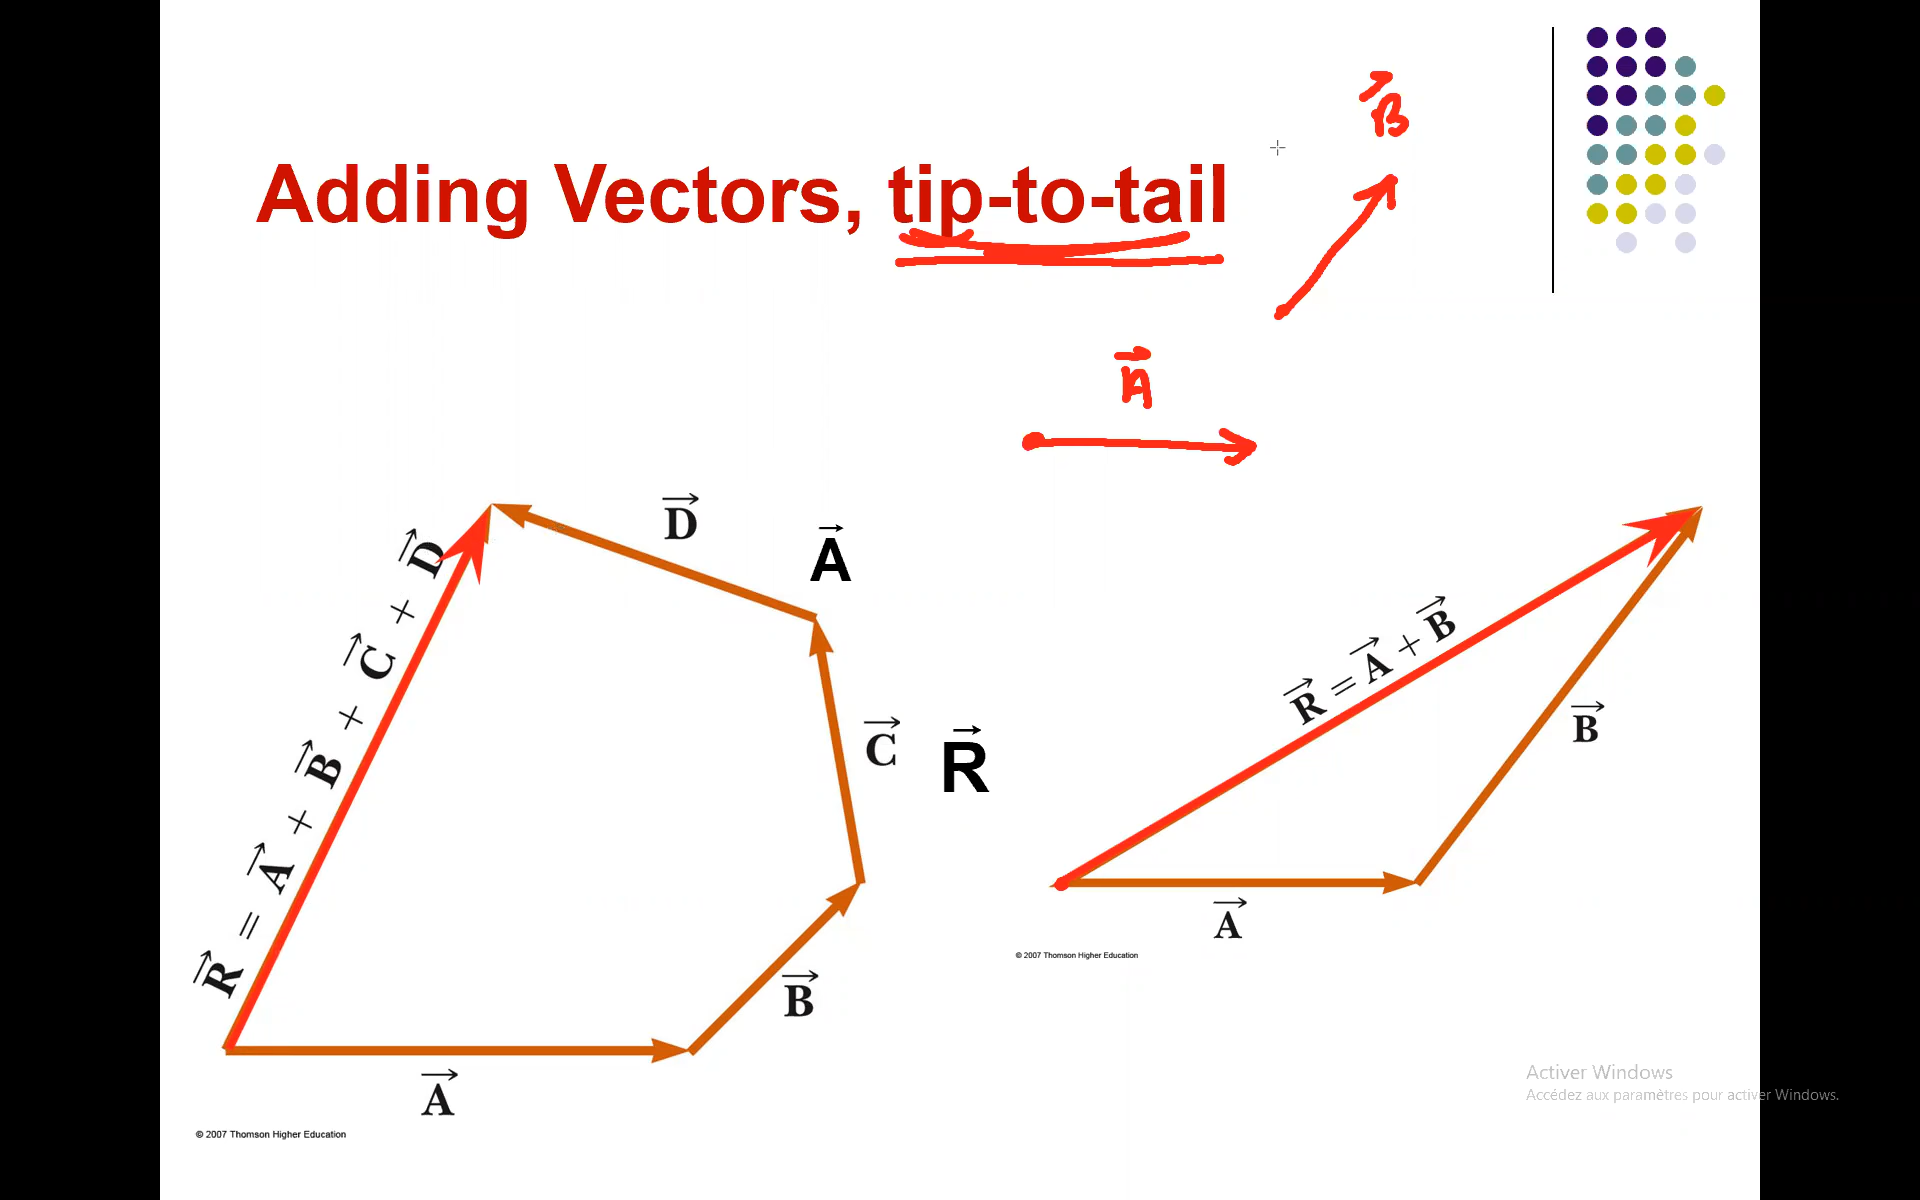 B⃗
Adding Vectors, tip-to-tail
A⃗
D⃗
A⃗
R⃗ = A⃗ + B⃗ + C⃗ + D⃗
R⃗ = A⃗ + B⃗
C⃗
R⃗
B⃗
A⃗
© 2007 Thomson Higher Education
B⃗
A⃗
© 2007 Thomson Higher Education
Activer Windows
Accédez aux paramètres pour activer Windows.